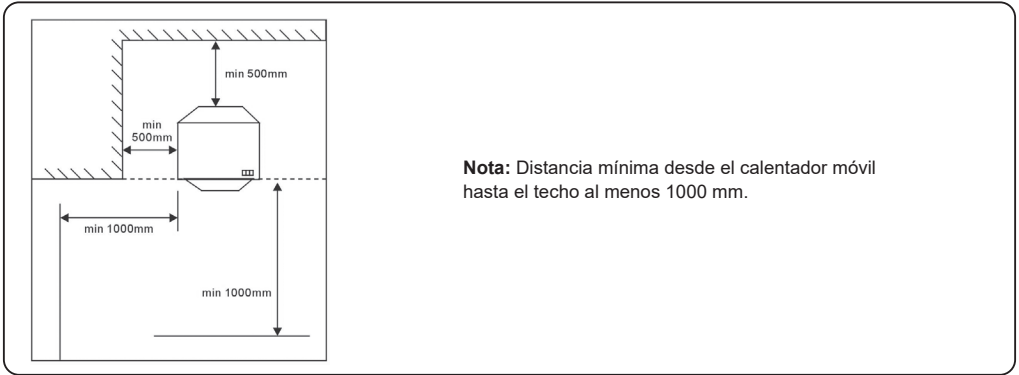 min 500mm
min
500mm
min 1000mm
min 1000mm
Nota: Distancia mínima desde el calentador móvil
hasta el techo al menos 1000 mm.